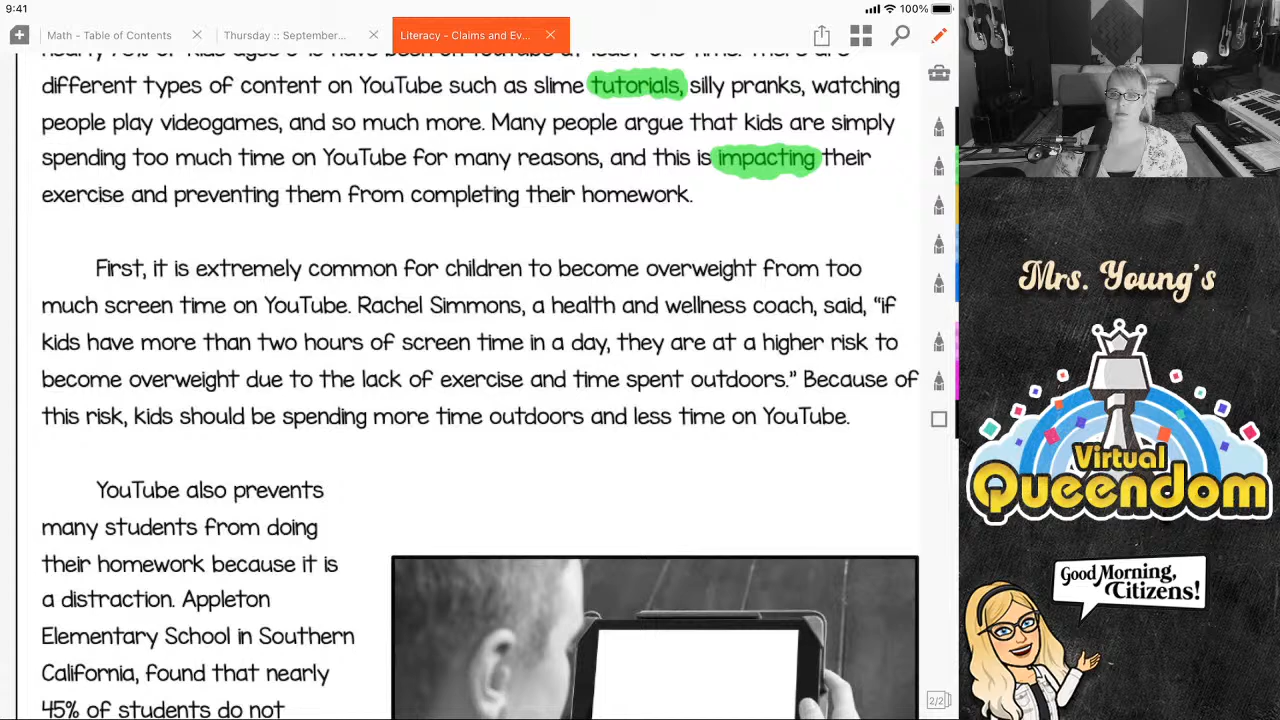 9:41
100%
Math - Table of Contents
Thursday :: September...
Literacy - Claims and Ev...
different types of content on YouTube such as slime tutorials, silly pranks, watching
people play videogames, and so much more. Many people argue that kids are simply
spending too much time on YouTube for many reasons, and this is impacting their
exercise and preventing them from completing their homework.
First, it is extremely common for children to become overweight from too
much screen time on YouTube. Rachel Simmons, a health and wellness coach, said, "if
kids have more than two hours of screen time in a day, they are at a higher risk to
become overweight due to the lack of exercise and time spent outdoors." Because of
this risk, kids should be spending more time outdoors and less time on YouTube.
YouTube also prevents
many students from doing
their homework because it is
a distraction. Appleton
Elementary School in Southern
California, found that nearly
45% of students do not
2/2
Mrs. Young's
Virtual
Queendom
Good Morning,
Citizens!